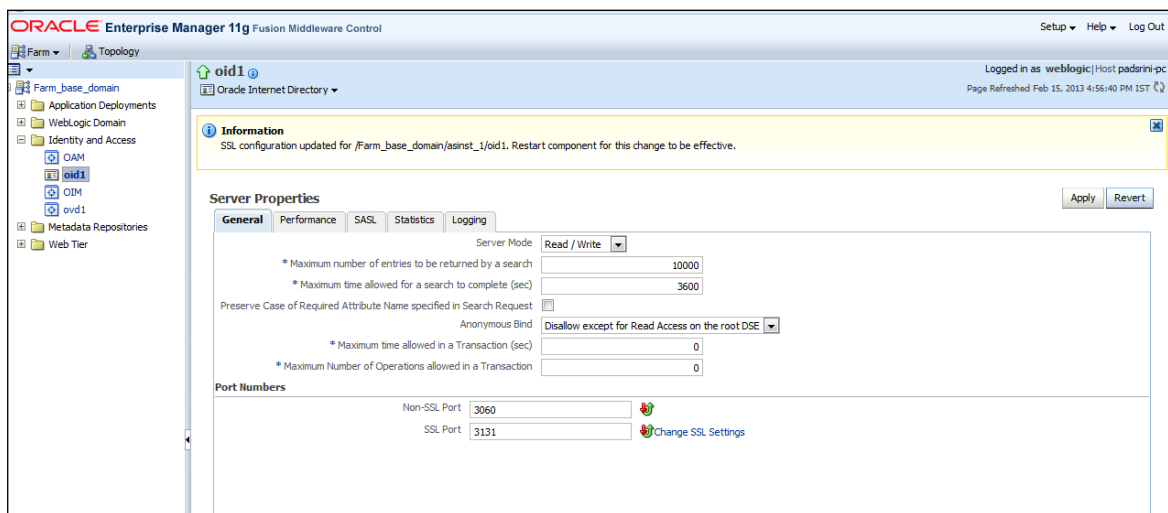 ORACLE Enterprise Manager 11g Fusion Middleware Control
Setup Help Log Out
Farm Topology
oid1
Logged in as weblogic|Host padsrini-pc
Oracle Internet Directory
Page Refreshed Feb 15, 2013 4:56:40 PM IST
Farm_base_domain
Application Deployments
WebLogic Domain
Identity and Access
OAM
oid1
OIM
ovd1
Metadata Repositories
Web Tier
Information
SSL configuration updated for /Farm_base_domain/asinst_1/oid1. Restart component for this change to be effective.
Server Properties
Apply Revert
General Performance SASL Statistics Logging
Server Mode Read / Write
* Maximum number of entries to be returned by a search 10000
* Maximum time allowed for a search to complete (sec) 3600
Preserve Case of Required Attribute Name specified in Search Request
Anonymous Bind Disallow except for Read Access on the root DSE
* Maximum time allowed in a Transaction (sec) 0
* Maximum Number of Operations allowed in a Transaction 0
Port Numbers
Non-SSL Port 3060
SSL Port 3131 Change SSL Settings